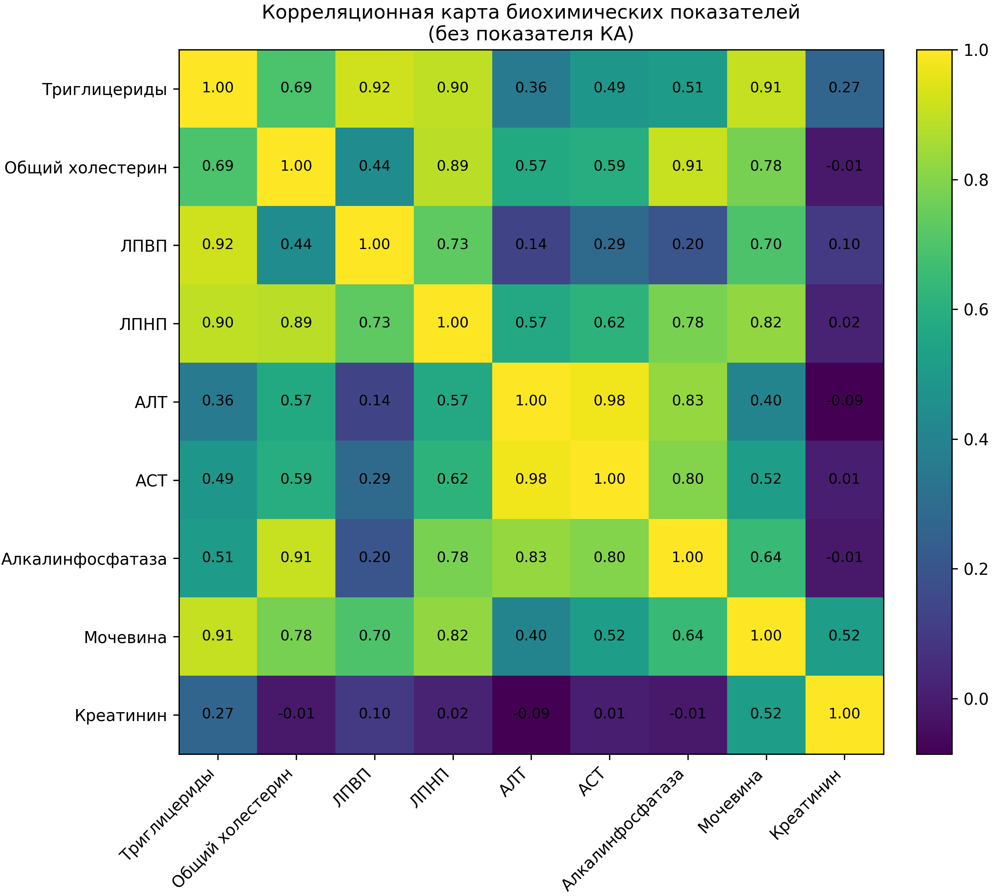 Корреляционная карта биохимических показателей
(без показателя КА)
1.0
Триглицериды 1.00 0.69 0.92 0.90 0.36 0.49 0.51 0.91 0.27
Общий холестерин 0.69 1.00 0.44 0.89 0.57 0.59 0.91 0.78 -0.01
0.8
ЛПВП 0.92 0.44 1.00 0.73 0.14 0.29 0.20 0.70 0.10
0.6
ЛПНП 0.90 0.89 0.73 1.00 0.57 0.62 0.78 0.82 0.02
АЛТ 0.36 0.57 0.14 0.57 1.00 0.98 0.83 0.40 -0.09
0.4
АСТ 0.49 0.59 0.29 0.62 0.98 1.00 0.80 0.52 0.01
Алкалинфосфатаза 0.51 0.91 0.20 0.78 0.83 0.80 1.00 0.64 -0.01
0.2
Мочевина 0.91 0.78 0.70 0.82 0.40 0.52 0.64 1.00 0.52
0.0
Креатинин 0.27 -0.01 0.10 0.02 -0.09 0.01 -0.01 0.52 1.00
Триглицериды
Общий холестерин
ЛПВП
ЛПНП
АЛТ
АСТ
Алкалинфосфатаза
Мочевина
Креатинин